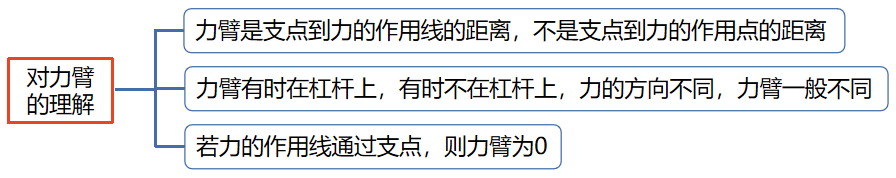 对力臂
的理解
力臂是支点到力的作用线的距离，不是支点到力的作用点的距离
力臂有时在杠杆上，有时不在杠杆上，力的方向不同，力臂一般不同
若力的作用线通过支点，则力臂为0